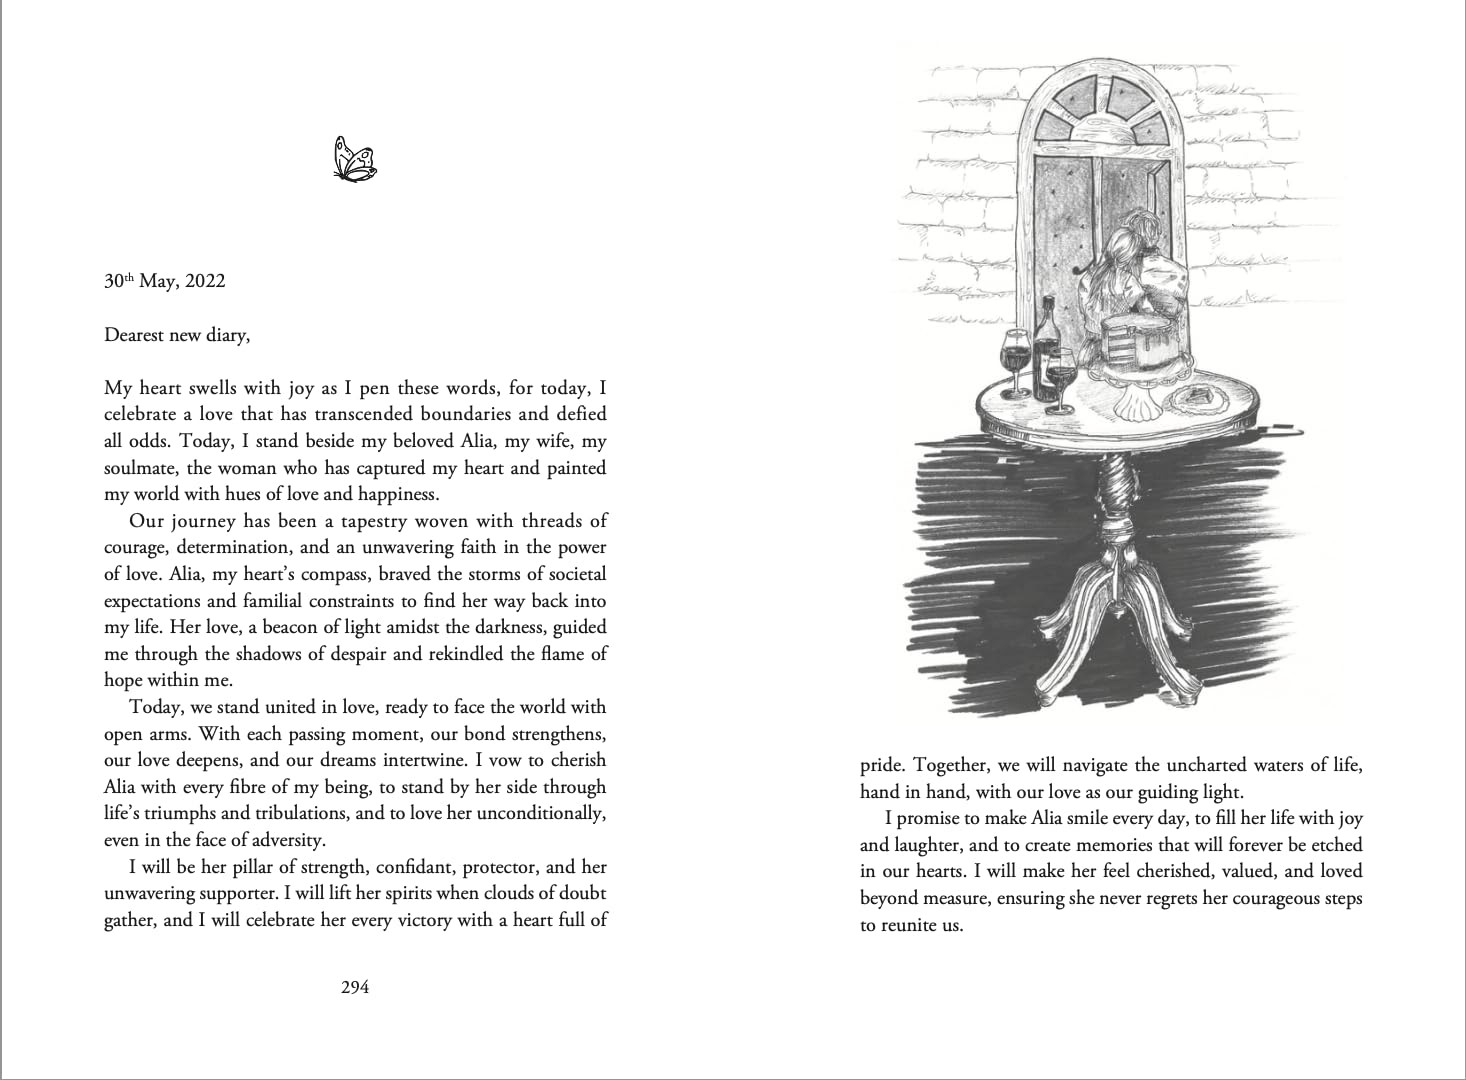 30th May, 2022
Dearest new diary,
My heart swells with joy as I pen these words, for today, I
celebrate a love that has transcended boundaries and defied
all odds. Today, I stand beside my beloved Alia, my wife, my
soulmate, the woman who has captured my heart and painted
my world with hues of love and happiness.
Our journey has been a tapestry woven with threads of
courage, determination, and an unwavering faith in the power
of love. Alia, my heart’s compass, braved the storms of societal
expectations and familial constraints to find her way back into
my life. Her love, a beacon of light amidst the darkness, guided
me through the shadows of despair and rekindled the flame of
hope within me.
Today, we stand united in love, ready to face the world with
open arms. With each passing moment, our bond strengthens,
our love deepens, and our dreams intertwine. I vow to cherish
Alia with every fibre of my being, to stand by her side through
life’s triumphs and tribulations, and to love her unconditionally,
even in the face of adversity.
I will be her pillar of strength, confidant, protector, and her
unwavering supporter. I will lift her spirits when clouds of doubt
gather, and I will celebrate her every victory with a heart full of
294
pride. Together, we will navigate the uncharted waters of life,
hand in hand, with our love as our guiding light.
I promise to make Alia smile every day, to fill her life with joy
and laughter, and to create memories that will forever be etched
in our hearts. I will make her feel cherished, valued, and loved
beyond measure, ensuring she never regrets her courageous steps
to reunite us.